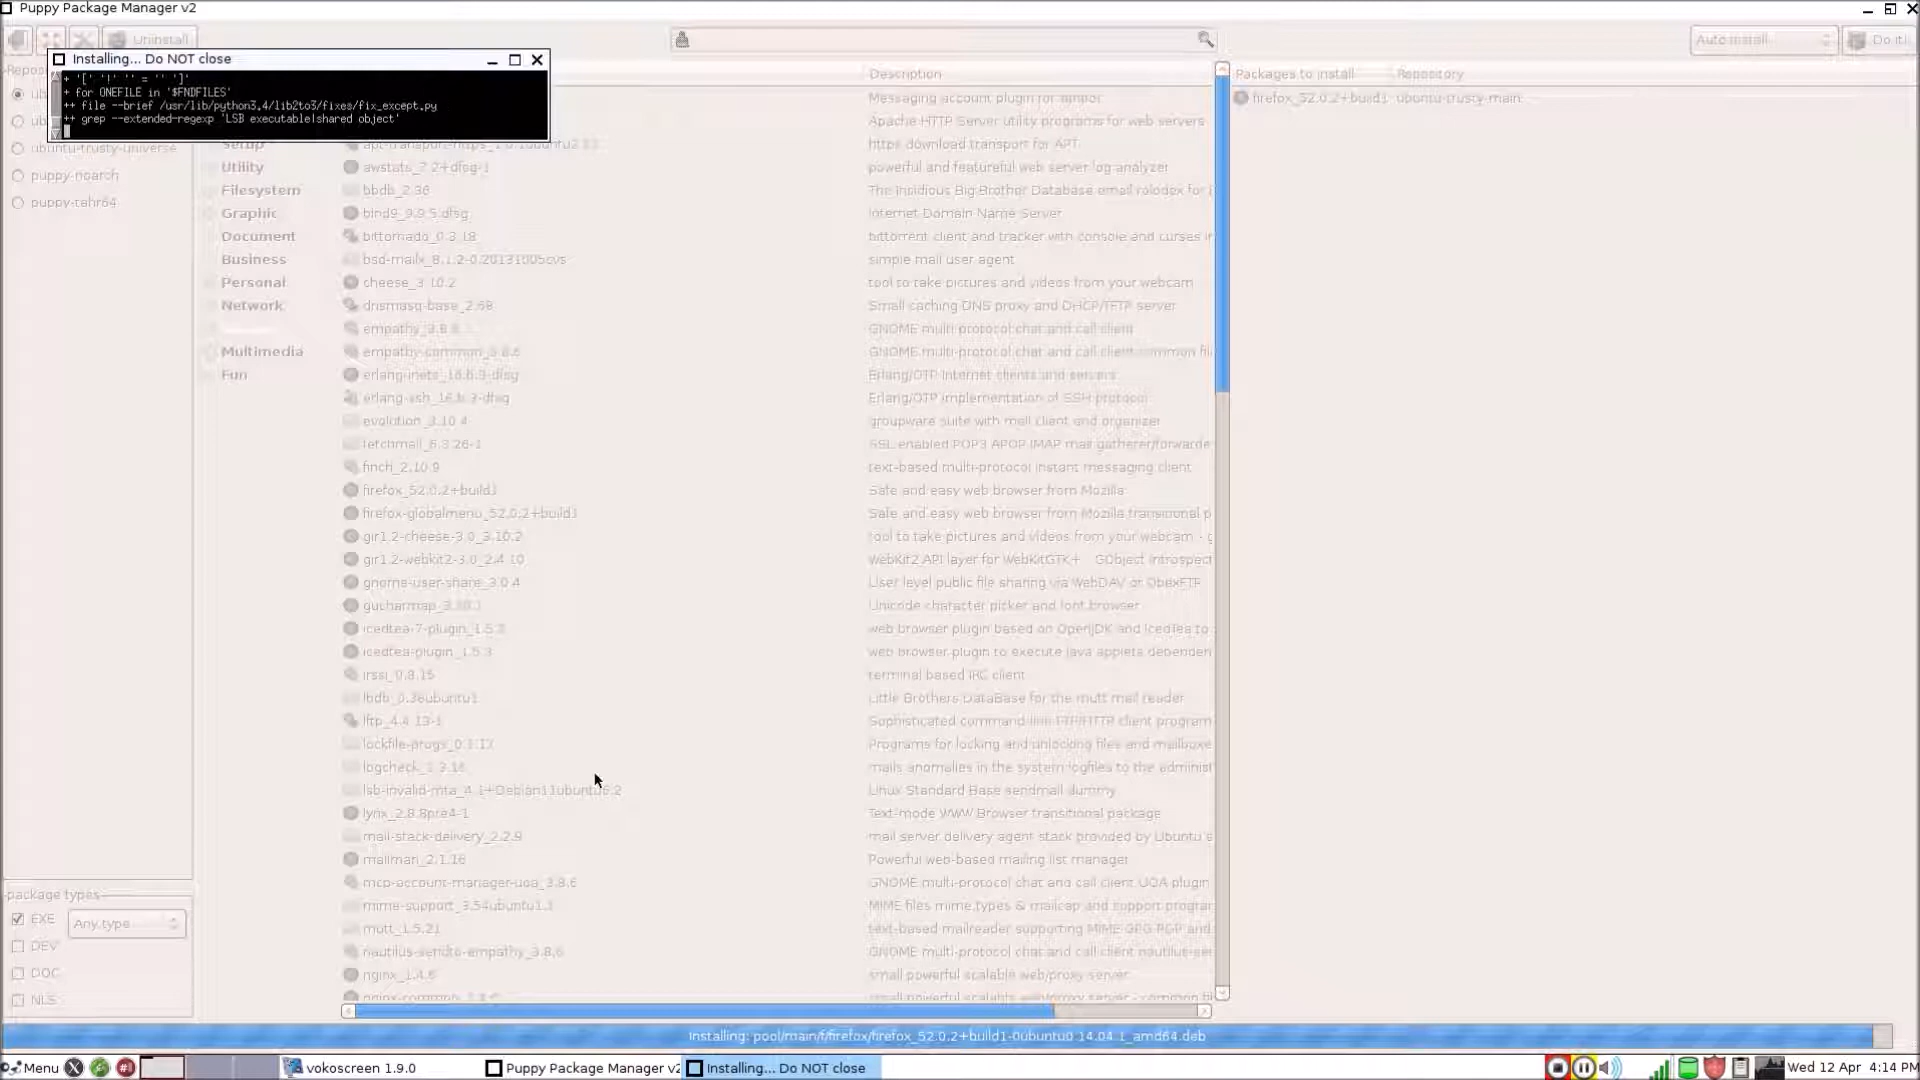 Puppy Package Manager v2
Uninstall
Auto install
Do it!
Installing... Do NOT close
+ '[' '!' '' = '' ']'
+ for ONEFILE in '$FNDFILES'
++ file --brief /usr/lib/python3.4/lib2to3/fixes/fix_except.py
++ grep --extended-regexp 'LSB executable|shared object'
ubuntu-trusty-universe
puppy-noarch
puppy-tahr64
Setup
Utility
Filesystem
Graphic
Document
Business
Personal
Network
Multimedia
Fun
Description
Messaging account plugin for
Apache HTTP Server utility programs for web servers
https download transport for APT
awstats_7.2+dfsg-1 powerful and featureful web server log analyzer
bbdb_2.36 The Insidious Big Brother Database email rolodex for
bind9_9.9.5.dfsg Internet Domain Name Server
bittornado_0.3.18 bittorrent client and tracker with console and curses
bsd-mailx_8.1.2-0.20131005cvs simple mail user agent
cheese_3.10.2 tool to take pictures and videos from your webcam
dnsmasq-base_2.68 Small caching DNS proxy and DHCP/TFTP server
empathy_3.8.6 GNOME multi-protocol chat and call client
empathy-common_3.8.6 GNOME multi-protocol chat and call client common
erlang-inets_16.b.3-dfsg Erlang/OTP Internet clients and servers
erlang-ssh_16.b.3-dfsg Erlang/OTP implementation of SSH protocol
evolution_3.10.4 groupware suite with mail client and organizer
fetchmail_6.3.26-1 SSL enabled POP3 APOP IMAP mail gatherer/forwarde
finch_2.10.9 text-based multi-protocol instant messaging client
firefox_52.0.2+build1 Safe and easy web browser from Mozilla
firefox-globalmenu_52.0.2+build1 Safe and easy web browser from Mozilla transitional p
gir1.2-cheese-3.0_3.10.2 tool to take pictures and videos from your webcam - g
gir1.2-webkit2-3.0_2.4.10 WebKit2 API layer for WebKitGTK+ GObject introspect
gnome-user-share_3.0.4 User level public file sharing via WebDAV or ObexFTP
gucharmap_3.10.1 Unicode character picker and font browser
icedtea-7-plugin_1.5.3 web browser plugin based on OpenJDK and IcedTea to
icedtea-plugin_1.5.3 web browser plugin to execute Java applets dependen
irssi_0.8.15 terminal based IRC client
lbdb_0.38ubuntu1 Little Brothers DataBase for the mutt mail reader
lftp_4.4.13-1 Sophisticated command-line FTP/HTTP client program
lockfile-progs_0.1.17 Programs for locking and unlocking files and mailboxe
logcheck_1.3.16 mails anomalies in the system logfiles to the administ
lsb-invalid-mta_4.1+Debian11ubuntu6.2 Linux Standard Base sendmail dummy
lynx_2.8.8pre4-1 Text-mode WWW Browser transitional package
mail-stack-delivery_2.2.9 mail server delivery agent stack provided by Ubuntu s
mailman_2.1.16 Powerful web-based mailing list manager
mcp-account-manager-uoa_3.8.6 GNOME multi-protocol chat and call client UOA plugin
mime-support_3.54ubuntu1.1 MIME files mime.types & mailcap and support progra
mutt_1.5.21 text-based mailreader supporting MIME GPG PGP and
nautilus-sendto-empathy_3.8.6 GNOME multi-protocol chat and call client nautilus-se
nginx_1.4.6 small powerful scalable web/proxy server
small powerful scalable web/proxy server - common fi
Packages to install Repository
firefox_52.0.2+build1 ubuntu-trusty-main
package types
EXE Any type
DEV
DOC
NLS
Installing: pool/main/f/firefox/firefox_52.0.2+build1-0ubuntu0.14.04.1_amd64.deb
Menu vokoscreen 1.9.0 Puppy Package Manager v2 Installing... Do NOT close Wed 12 Apr 4:14 PM